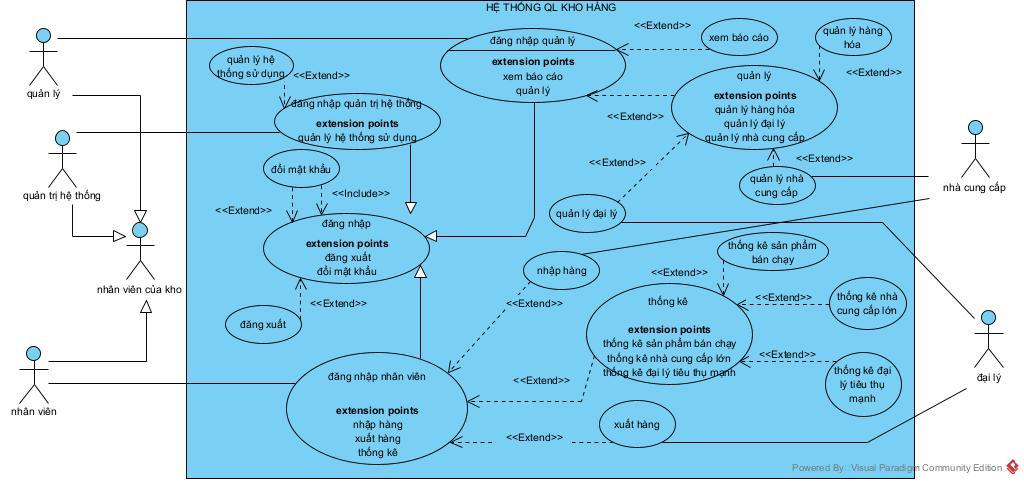 HỆ THỐNG QL KHO HÀNG
quản lý
quản trị hệ thống
nhân viên của kho
nhân viên
quản lý hệ
thống sử dụng
<<Extend>>
đăng nhập quản trị hệ thống
extension points
quản lý hệ thống sử dụng
đăng nhập quản lý
extension points
xem báo cáo
quản lý
<<Extend>>
xem báo cáo
quản lý hàng
hóa
<<Extend>>
quản lý
extension points
quản lý hàng hóa
quản lý đại lý
quản lý nhà cung cấp
<<Extend>>
<<Extend>>
<<Extend>>
quản lý nhà
cung cấp
quản lý đại lý
nhà cung cấp
đổi mật khẩu
<<Extend>>
<<Include>>
đăng nhập
extension points
đăng xuất
đổi mật khẩu
<<Extend>>
đăng xuất
nhập hàng
<<Extend>>
thống kê sản phẩm
bán chạy
<<Extend>>
thống kê
extension points
thống kê sản phẩm bán chạy
thống kê nhà cung cấp lớn
thống kê đại lý tiêu thụ mạnh
<<Extend>>
thống kê nhà
cung cấp lớn
<<Extend>>
thống kê đại
lý tiêu thụ
mạnh
đại lý
đăng nhập nhân viên
extension points
nhập hàng
xuất hàng
thống kê
<<Extend>>
<<Extend>>
xuất hàng
Powered By Visual Paradigm Community Edition